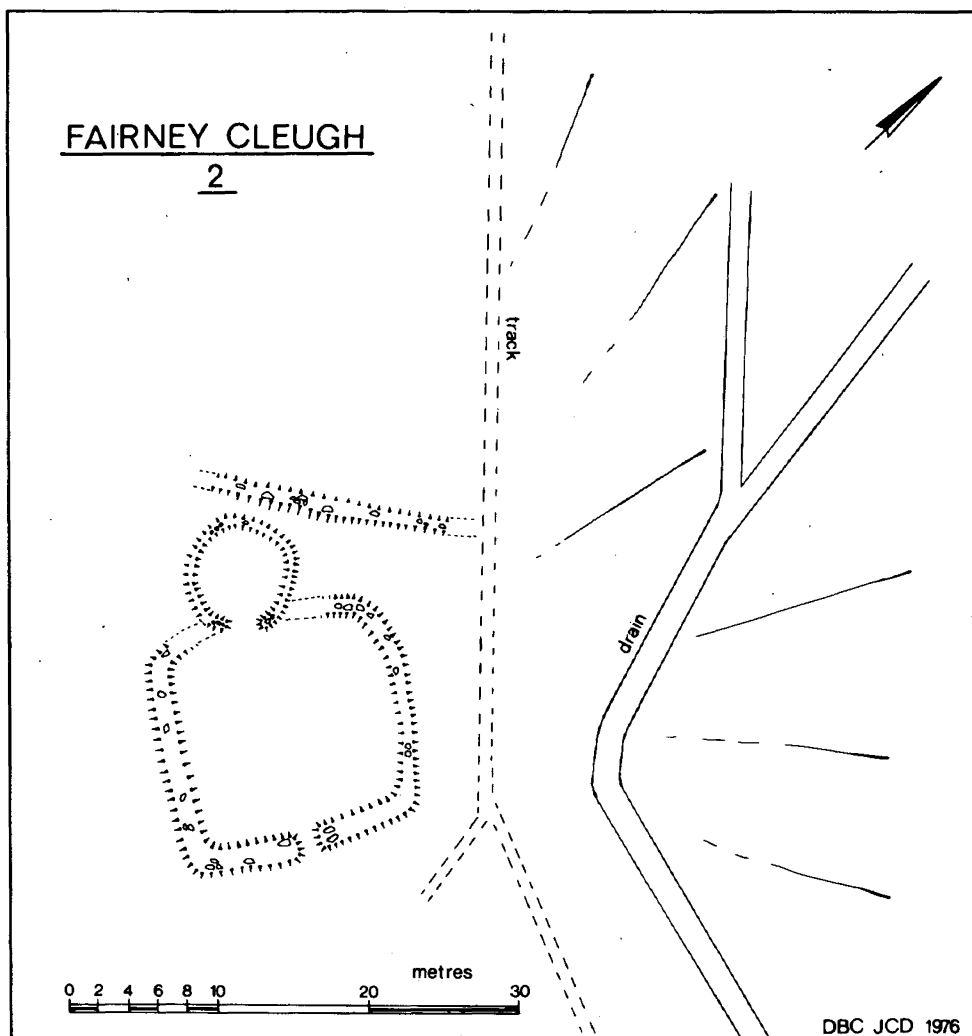 FAIRNEY CLEUGH
2
track
drain
metres
0 2 4 6 8 10 20 30
DBC JCD 1976